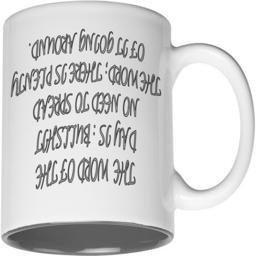 THE WORD OF THE
DAY IS: BULLSHIT
NO NEED TO SPREAD
THE WORD; THERE IS PLENTY
OF IT GOING AROUND.